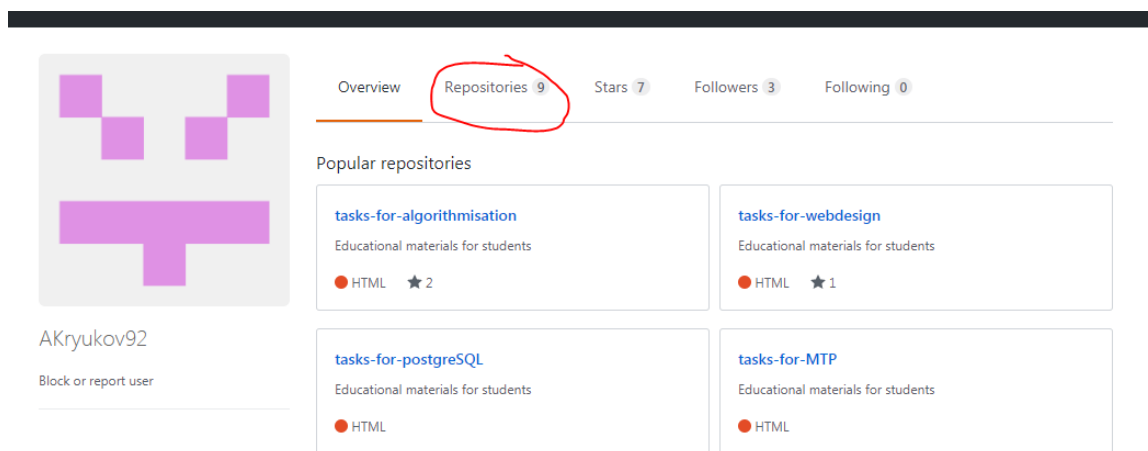 Overview Repositories 9 Stars 7 Followers 3 Following 0
Popular repositories
tasks-for-algorithmisation
Educational materials for students
HTML 2
tasks-for-webdesign
Educational materials for students
HTML 1
AKryukov92
Block or report user
tasks-for-postgreSQL
Educational materials for students
HTML
tasks-for-MTP
Educational materials for students
HTML